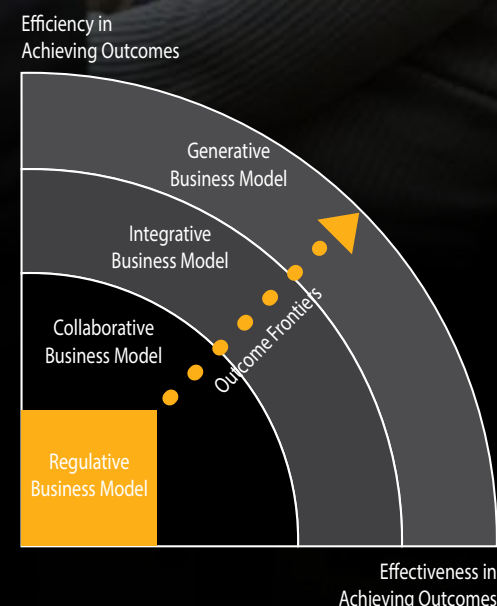 Efficiency in
Achieving Outcomes
Generative
Business Model
Integrative
Business Model
Outcome Frontiers
Collaborative
Business Model
Regulative
Business Model
Effectiveness in
Achieving Outcomes